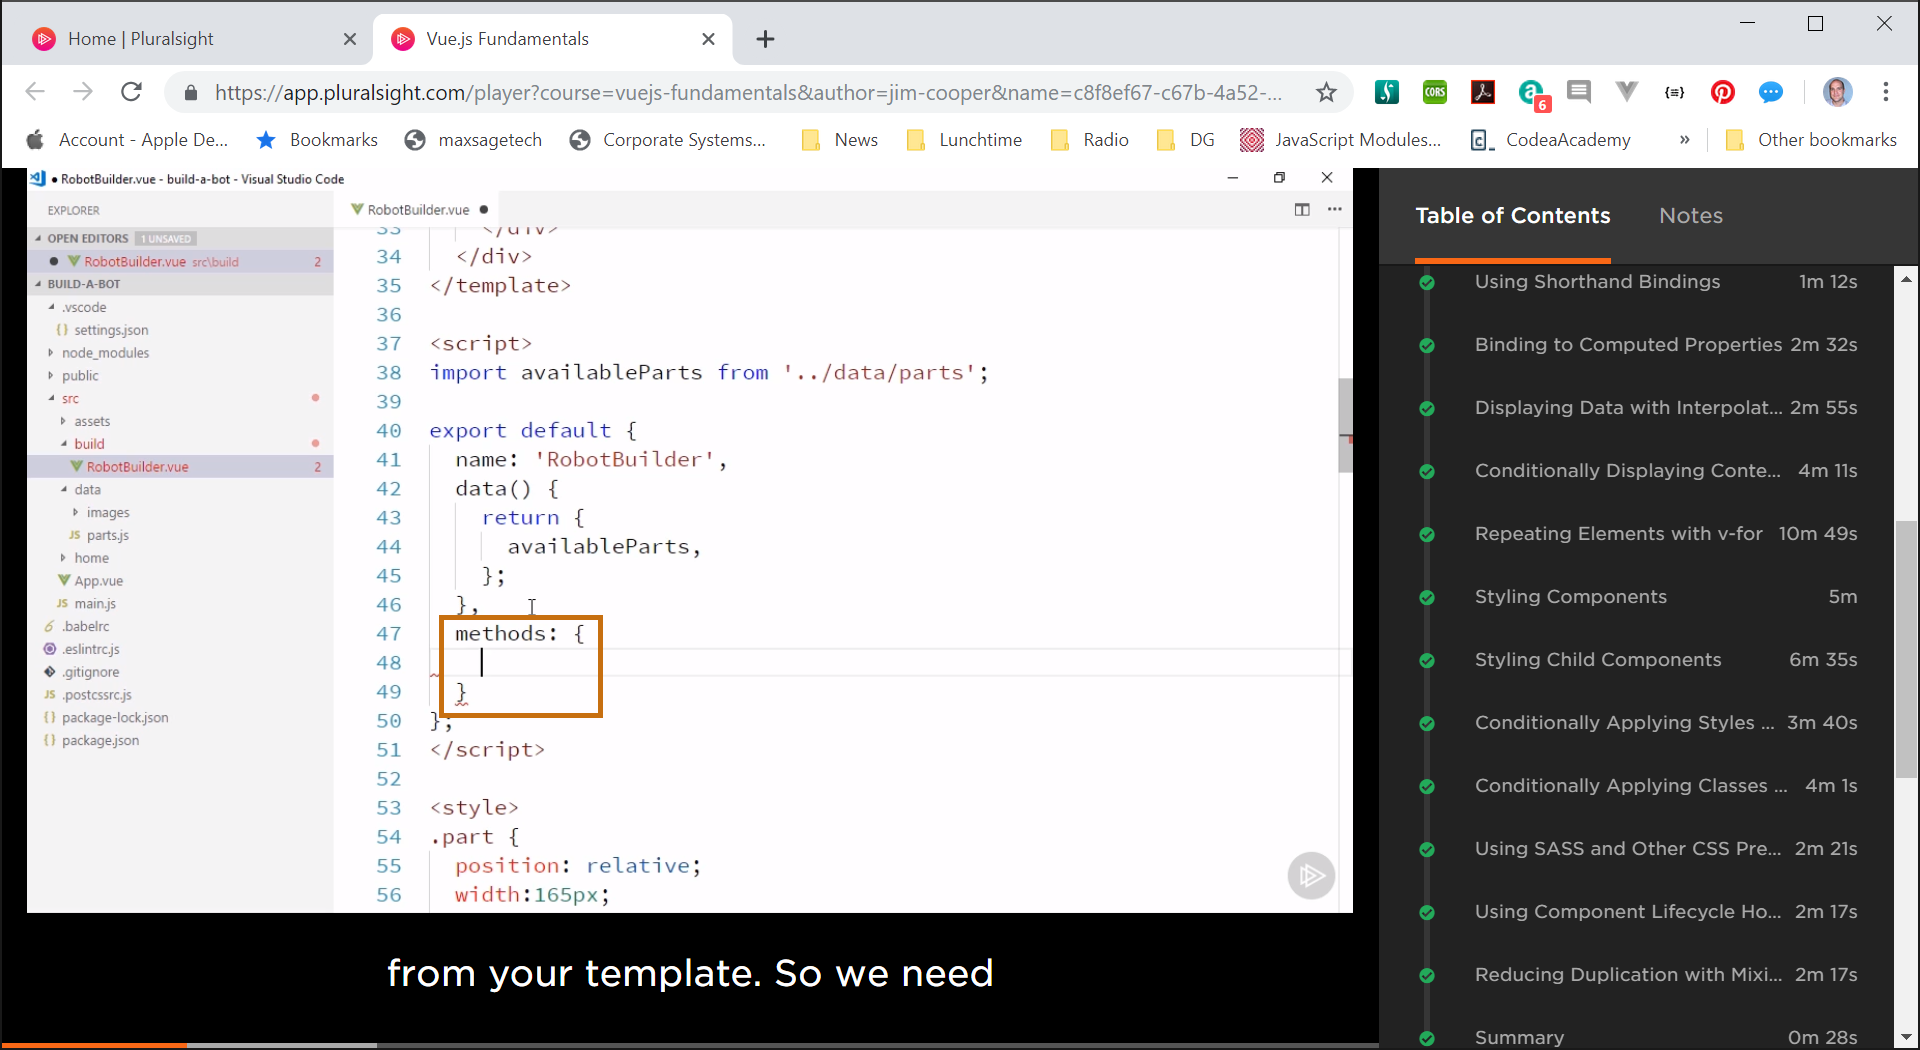 Home | Pluralsight
Vue.js Fundamentals
https://app.pluralsight.com/player?course=vuejs-fundamentals&author=jim-cooper&name=c8f8ef67-c67b-4a52-...
CORS
6
Account - Apple De...
Bookmarks
maxsagetech
Corporate Systems...
News
Lunchtime
Radio
DG
JavaScript Modules...
CodeaAcademy
»
Other bookmarks
● RobotBuilder.vue - build-a-bot - Visual Studio Code
EXPLORER
OPEN EDITORS 1 UNSAVED
RobotBuilder.vue src\build 2
BUILD-A-BOT
.vscode
{} settings.json
node_modules
public
src
assets
build
RobotBuilder.vue 2
data
images
JS parts.js
home
App.vue
JS main.js
.babelrc
.eslintrc.js
.gitignore
JS .postcssrc.js
{} package-lock.json
{} package.json
RobotBuilder.vue ●
33 </div>
34 </div>
35 </template>
36
37 <script>
38 import availableParts from '../data/parts';
39
40 export default {
41 name: 'RobotBuilder',
42 data() {
43 return {
44 availableParts,
45 };
46 },
47 methods: {
48
49 }
50 };
51 </script>
52
53 <style>
54 .part {
55 position: relative;
56 width:165px;
from your template. So we need
Table of Contents
Notes
Using Shorthand Bindings 1m 12s
Binding to Computed Properties 2m 32s
Displaying Data with Interpolat... 2m 55s
Conditionally Displaying Conte... 4m 11s
Repeating Elements with v-for 10m 49s
Styling Components 5m
Styling Child Components 6m 35s
Conditionally Applying Styles ... 3m 40s
Conditionally Applying Classes ... 4m 1s
Using SASS and Other CSS Pre... 2m 21s
Using Component Lifecycle Ho... 2m 17s
Reducing Duplication with Mixi... 2m 17s
Summary 0m 28s